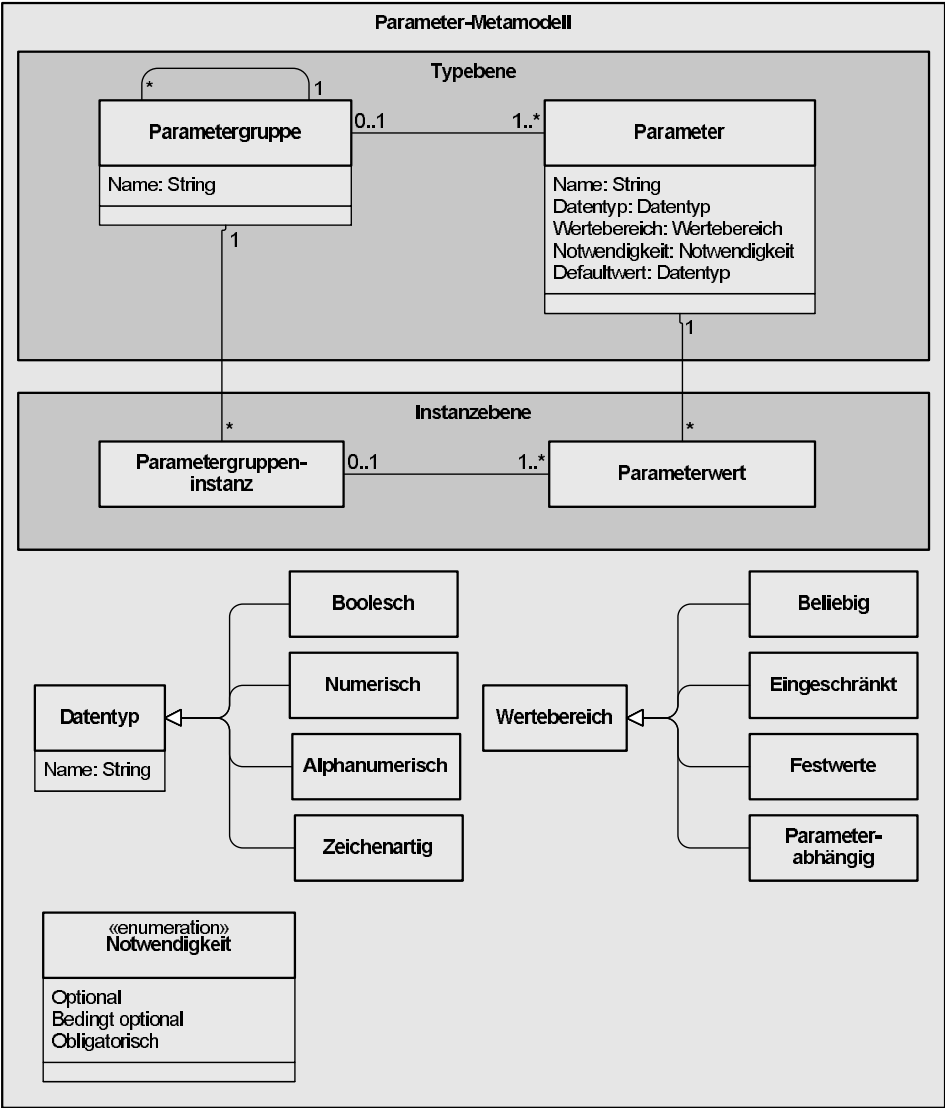 Parameter-Metamodell
Typebene
* 1
Parametergruppe
0..1 1..*
Parameter
Name: String
Name: String
Datentyp: Datentyp
Wertebereich: Wertebereich
Notwendigkeit: Notwendigkeit
Defaultwert: Datentyp
1
1
Instanzebene
*
*
Parametergruppen-
instanz
0..1 1..*
Parameterwert
Boolesch
Numerisch
Datentyp
Name: String
Alphanumerisch
Zeichenartig
Beliebig
Eingeschränkt
Wertebereich
Festwerte
Parameter-
abhängig
«enumeration»
Notwendigkeit
Optional
Bedingt optional
Obligatorisch